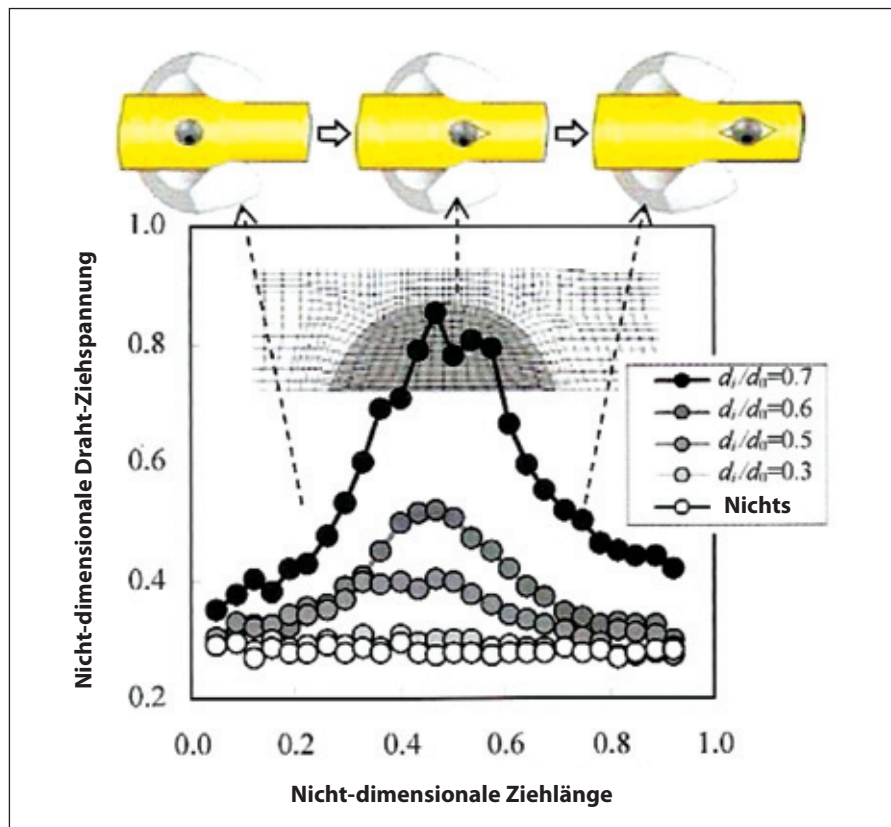 1.0
0.8
0.6
0.4
0.2
0.0 0.2 0.4 0.6 0.8 1.0
Nicht-dimensionale Draht-Ziehspannung
Nicht-dimensionale Ziehlänge
dᵢ/d₀=0.7
dᵢ/d₀=0.6
dᵢ/d₀=0.5
dᵢ/d₀=0.3
Nichts